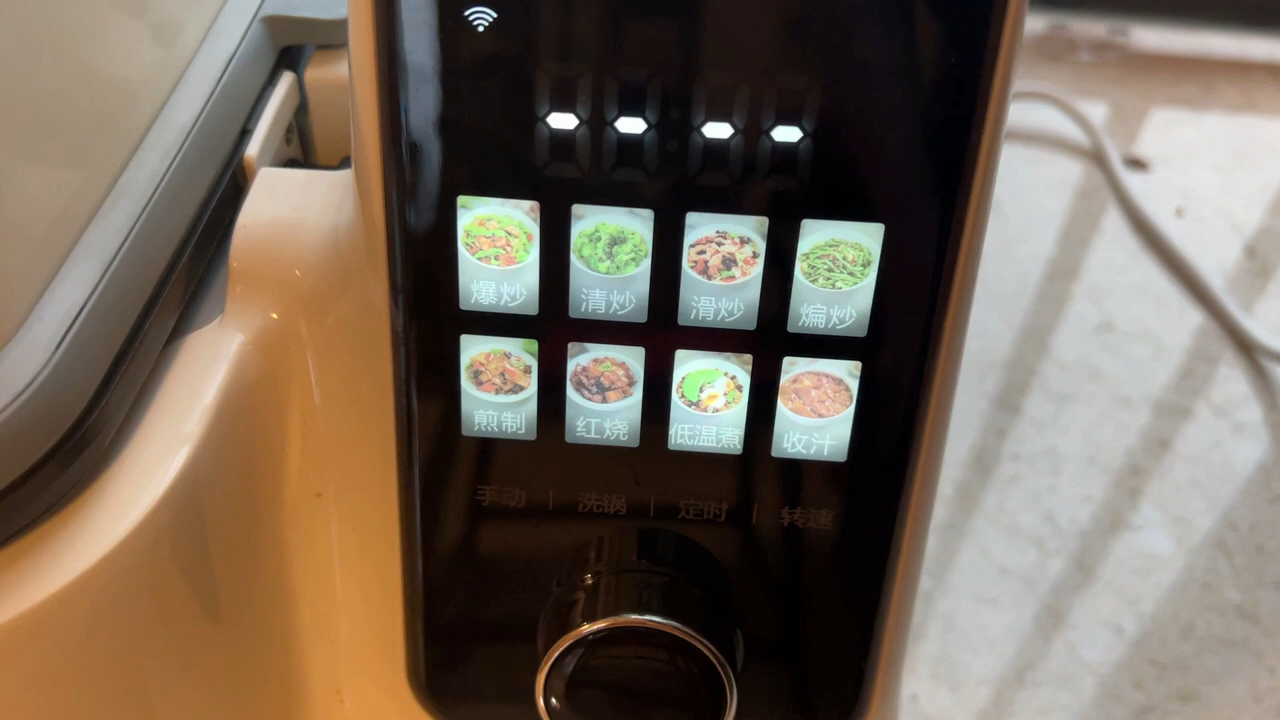 爆炒 清炒 滑炒 煸炒
煎制 红烧 低温煮 收汁
手动 | 洗锅 | 定时 | 转速